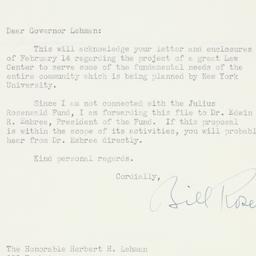 Dear Governor Lehman:
This will acknowledge your letter and enclosures
of February 14 regarding the project of a great Law
Center to serve some of the fundamental needs of the
entire community which is being planned by New York
University.
Since I am not connected with the Julius
Rosenwald Fund, I am forwarding this file to Dr. Edwin
R. Embree, President of the Fund. If this proposal
is within the scope of its activities, you will probabl
hear from Dr. Embree directly.
Kind personal regards.
Cordially,
Bill Rose
The Honorable Herbert H. Lehman